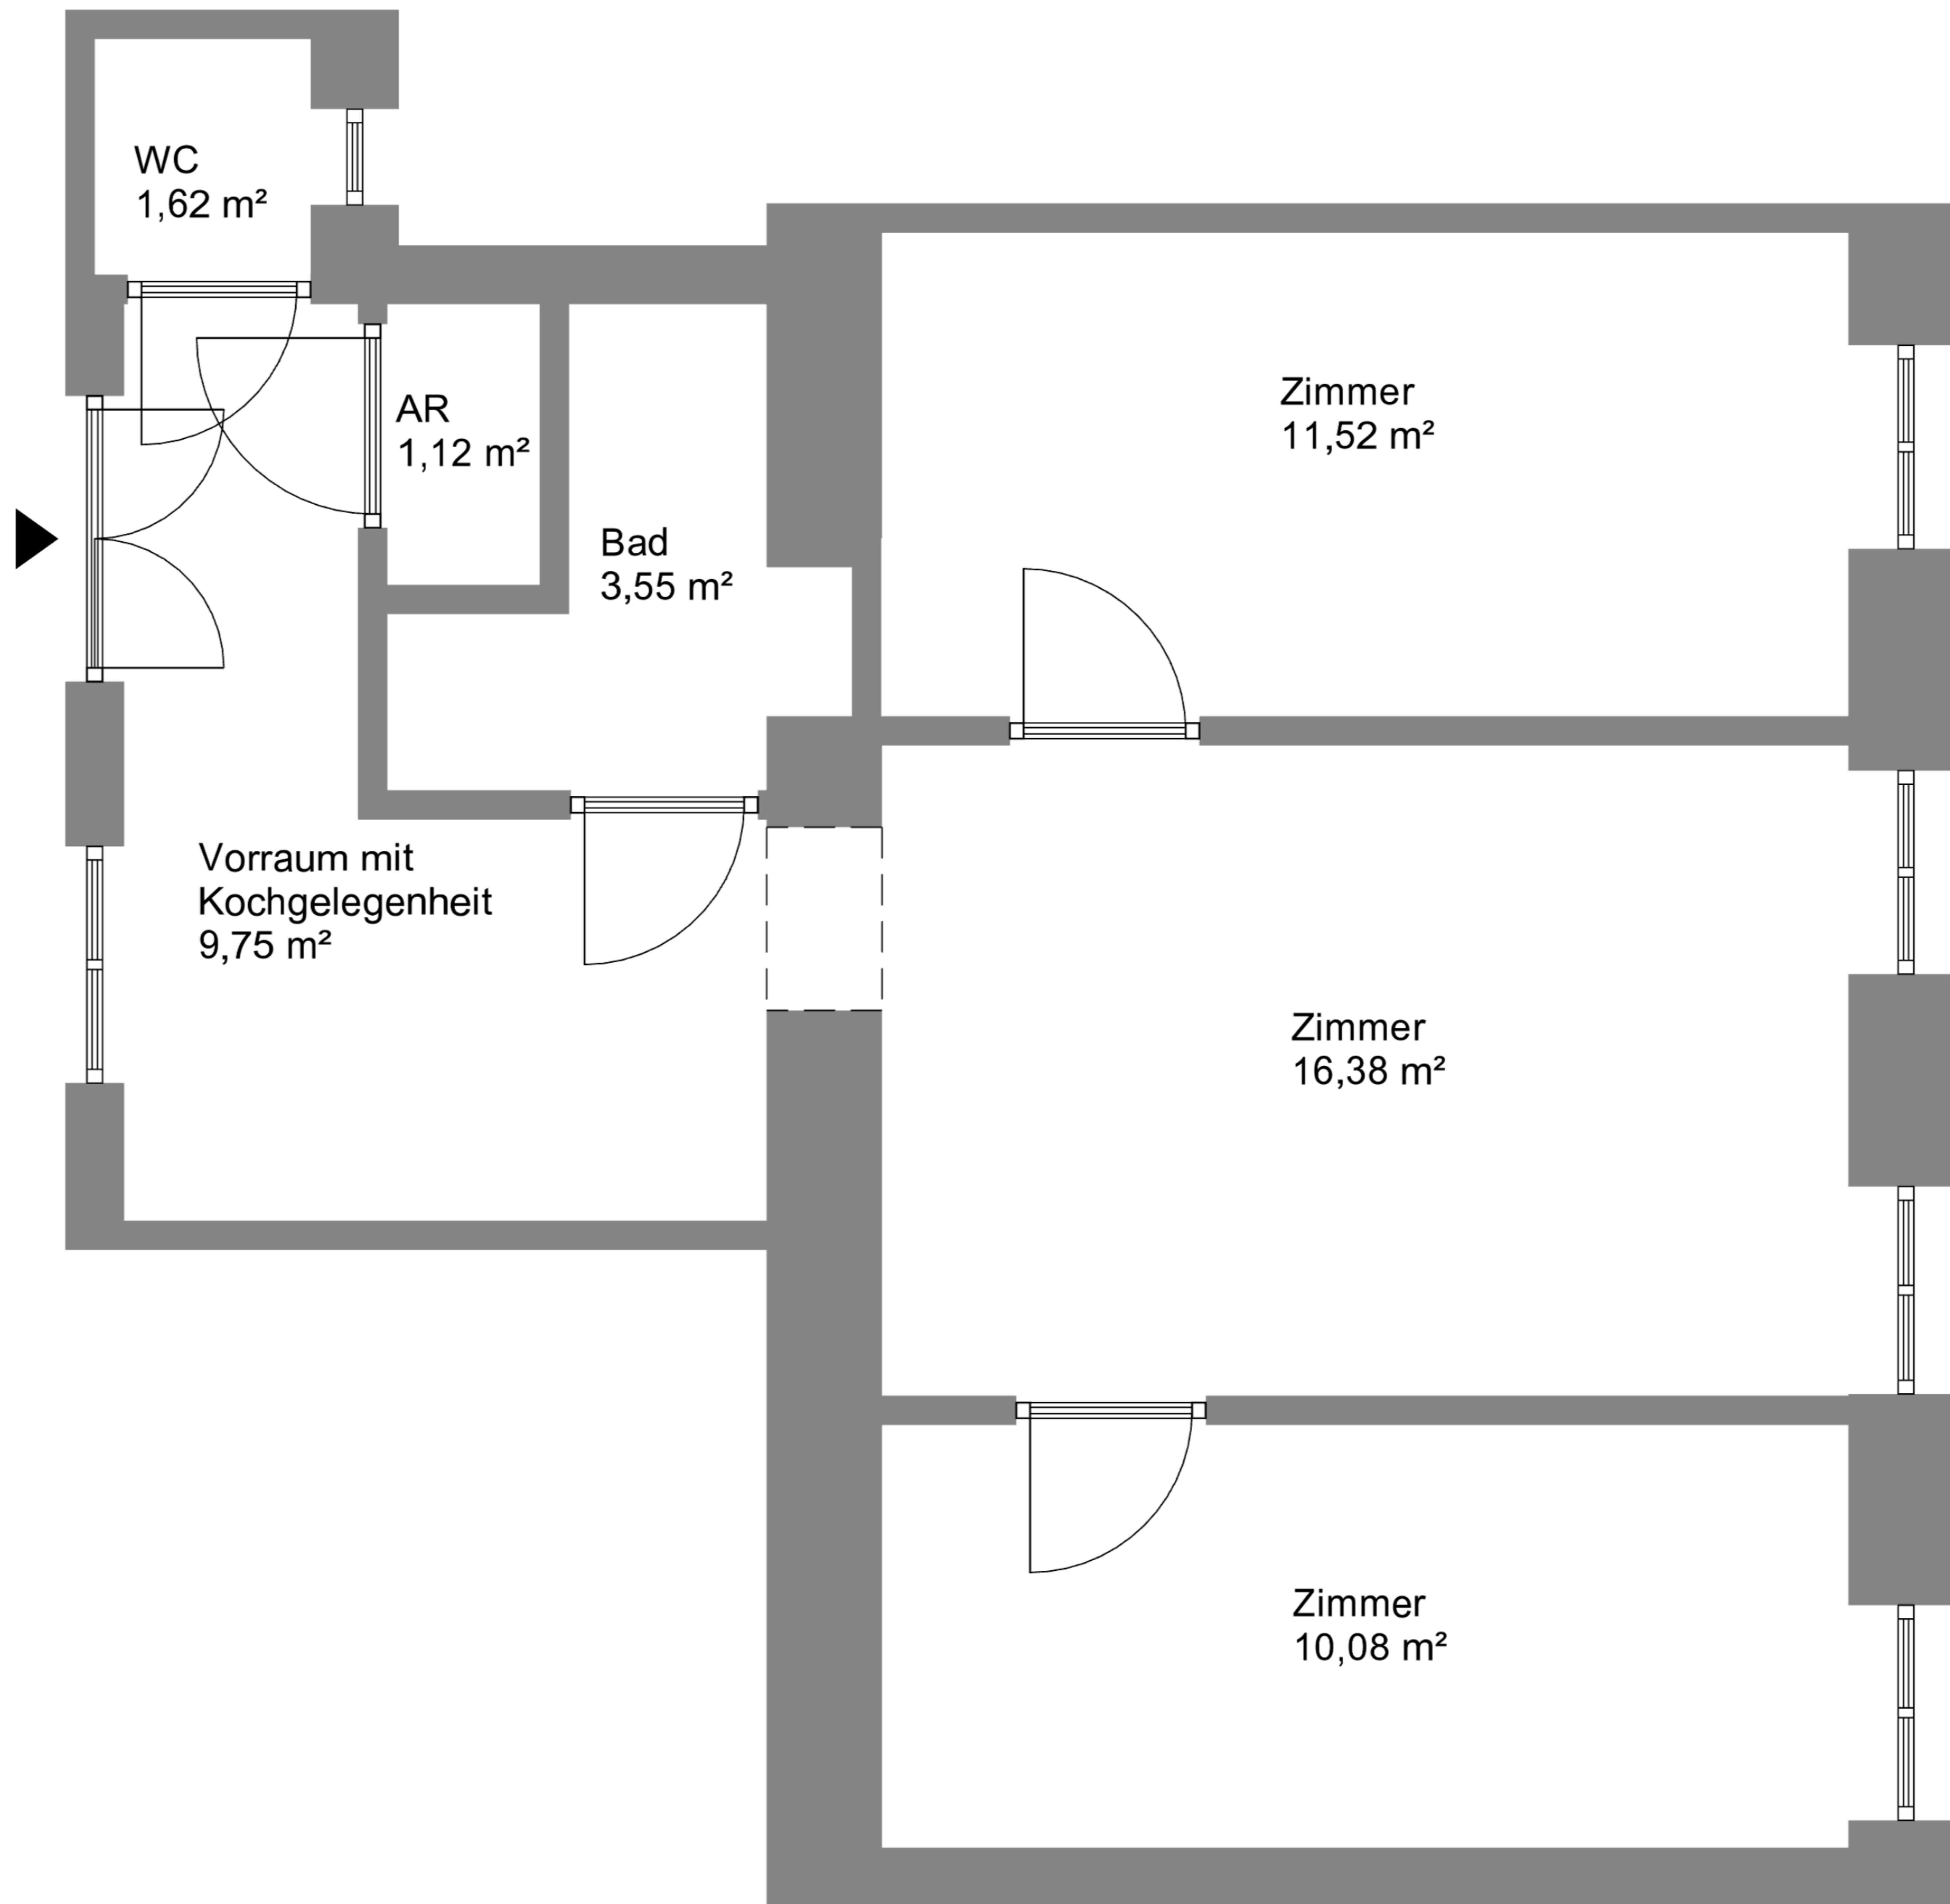 WC
1,62 m²
AR
1,12 m²
Bad
3,55 m²
Zimmer
11,52 m²
Vorraum mit
Kochgelegenheit
9,75 m²
Zimmer
16,38 m²
Zimmer
10,08 m²